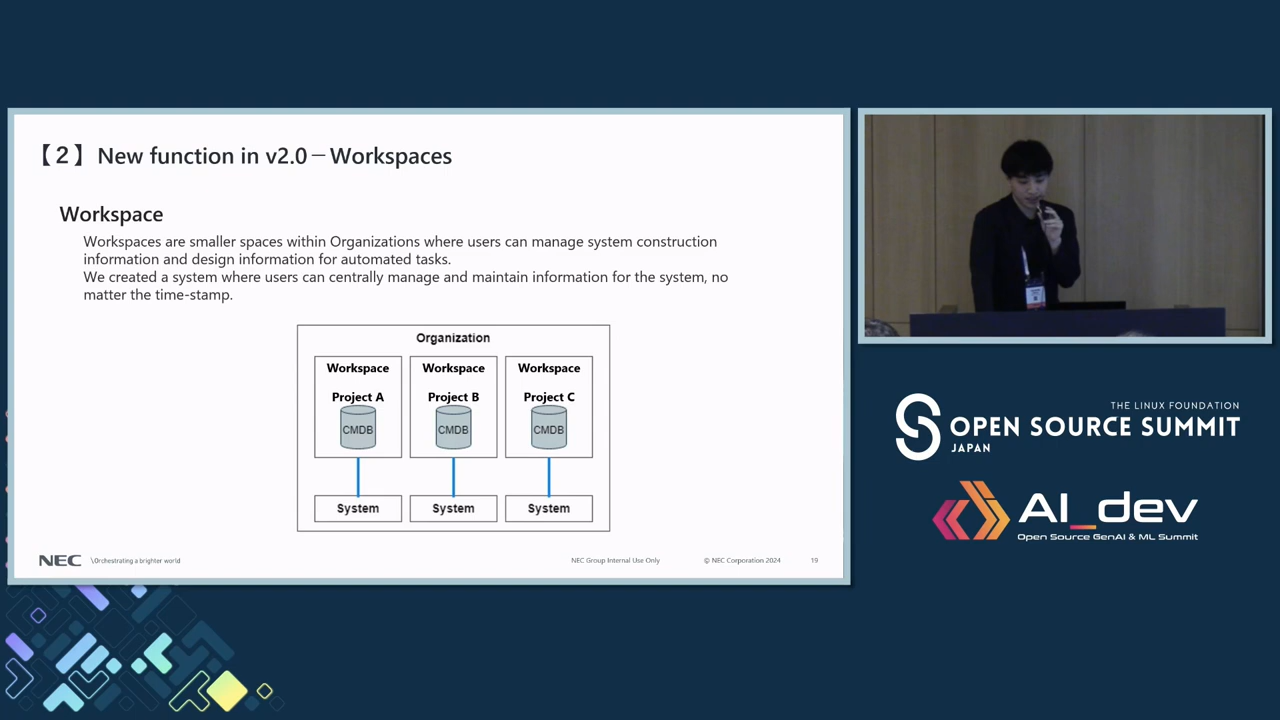 【2】 New function in v2.0 – Workspaces
Workspace
Workspaces are smaller spaces within Organizations where users can manage system construction
information and design information for automated tasks.
We created a system where users can centrally manage and maintain information for the system, no
matter the time-stamp.
Organization
Workspace Workspace Workspace
Project A Project B Project C
CMDB CMDB CMDB
System System System
NEC \Orchestrating a brighter world NEC Group Internal Use Only © NEC Corporation 2024 19
THE LINUX FOUNDATION
OPEN SOURCE SUMMIT
JAPAN
AI_dev
Open Source GenAI & ML Summit